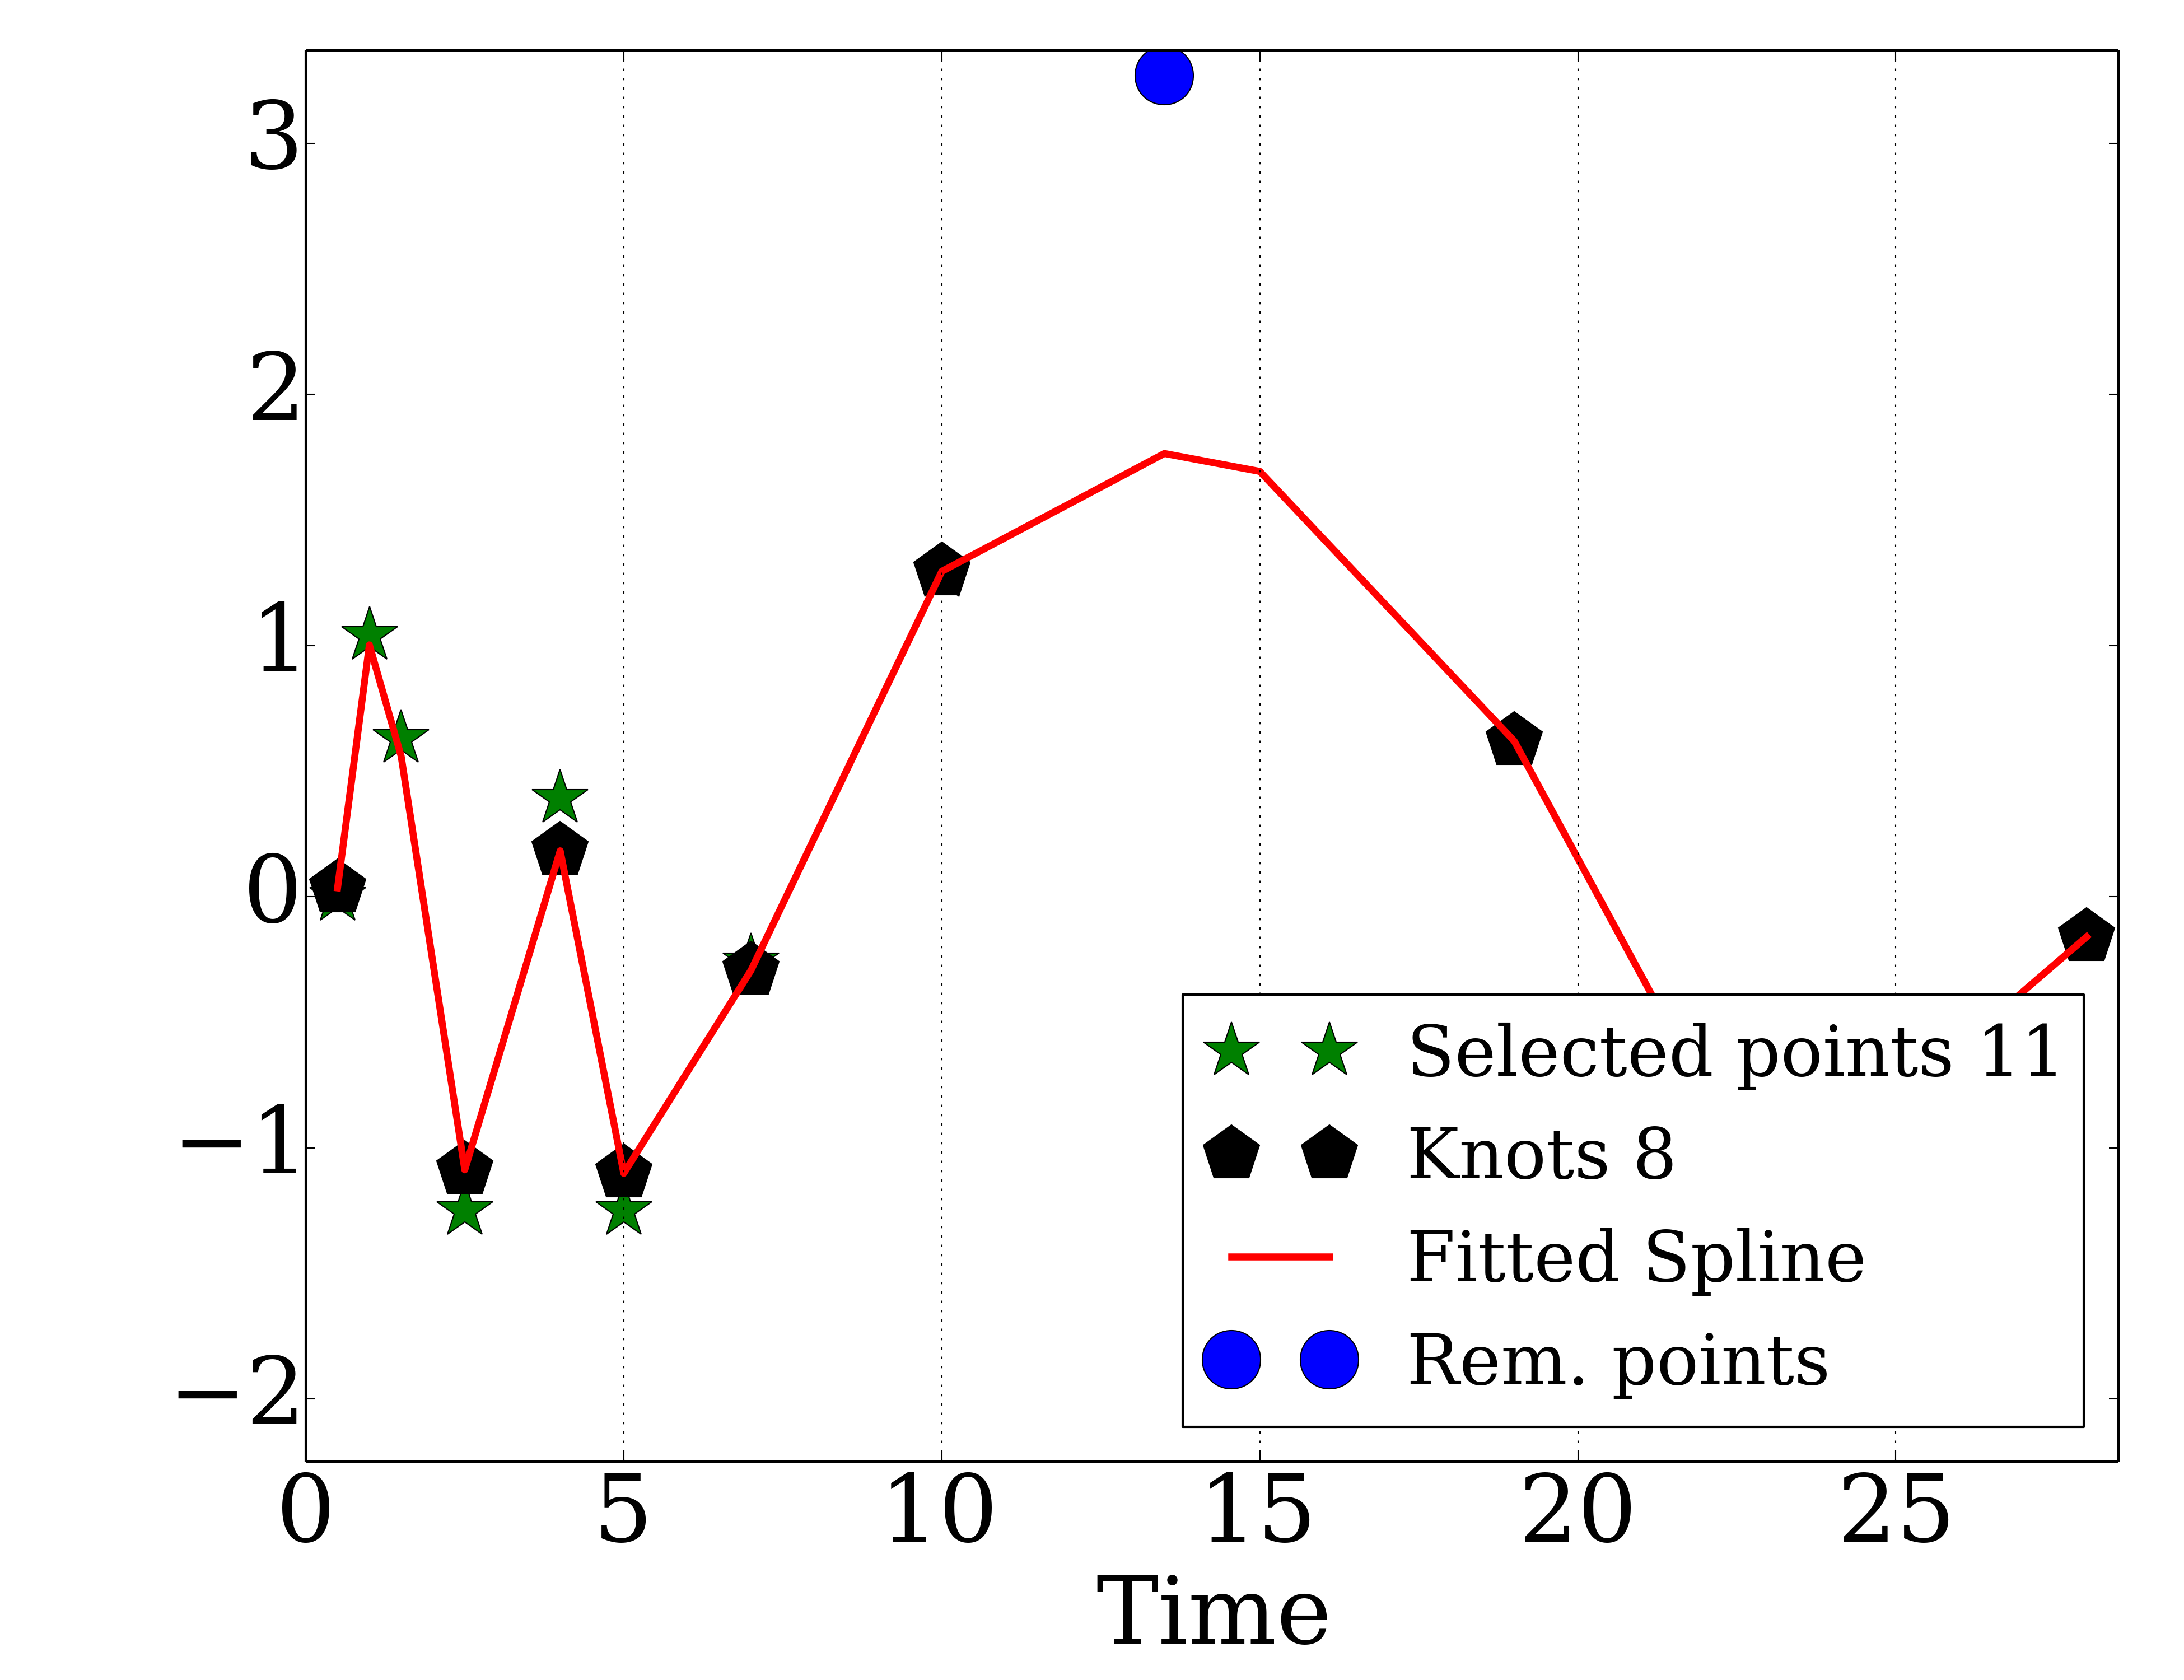 3
2
1
0
−1
−2
Selected points 11
Knots 8
Fitted Spline
Rem. points
0 5 10 15 20 25
Time